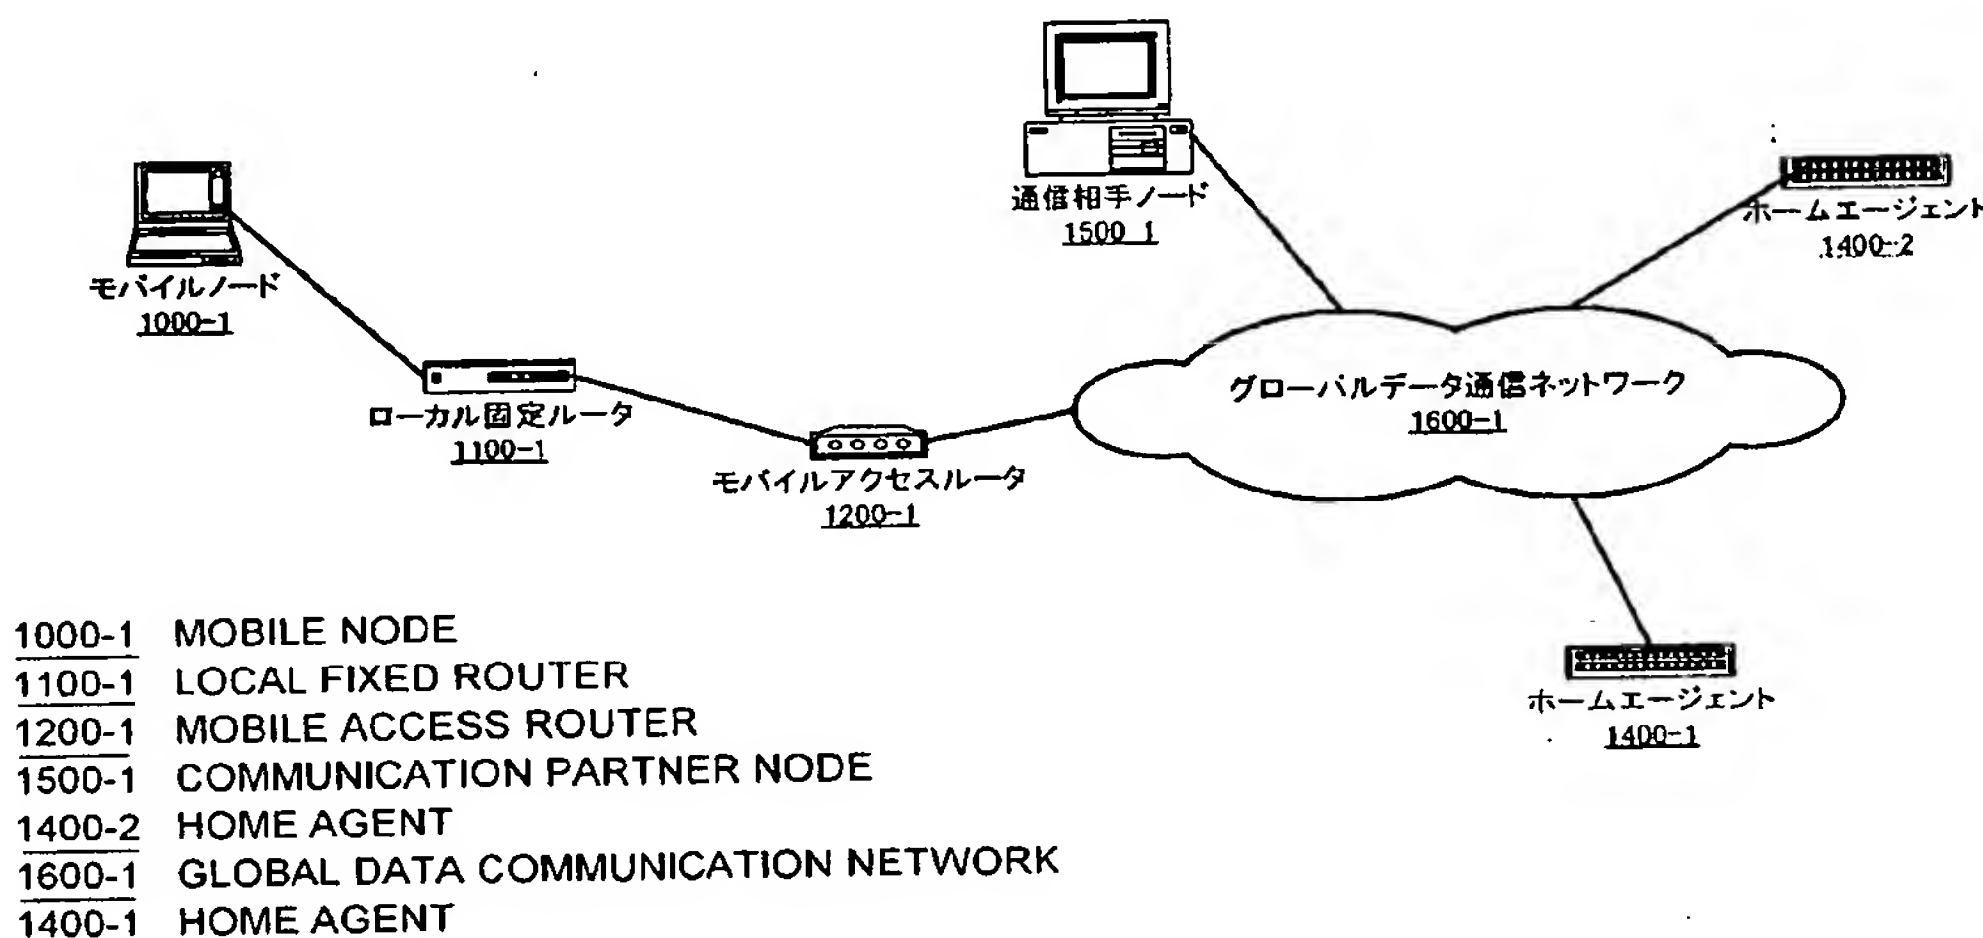 通信相手ノード
1500-1
ホームエージェント
1400-2
モバイルノード
1000-1
ローカル固定ルータ
1100-1
モバイルアクセスルータ
1200-1
グローバルデータ通信ネットワーク
1600-1
ホームエージェント
1400-1
1000-1 MOBILE NODE
1100-1 LOCAL FIXED ROUTER
1200-1 MOBILE ACCESS ROUTER
1500-1 COMMUNICATION PARTNER NODE
1400-2 HOME AGENT
1600-1 GLOBAL DATA COMMUNICATION NETWORK
1400-1 HOME AGENT